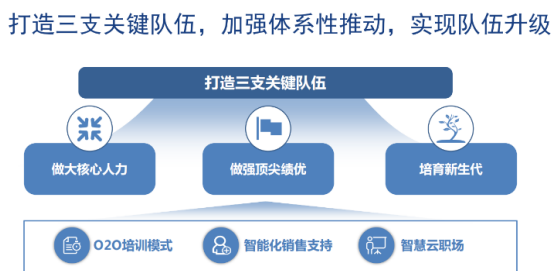 打造三支关键队伍，加强体系性推动，实现队伍升级
打造三支关键队伍
做大核心人力
做强顶尖绩优
培育新生代
O2O培训模式
智能化销售支持
智慧云职场